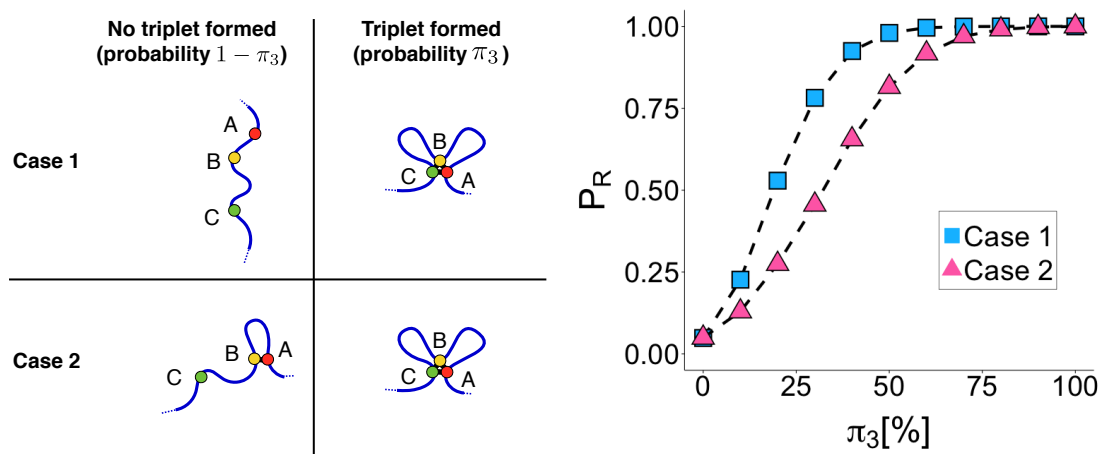 No triplet formed
(probability 1 − π₃)
Triplet formed
(probability π₃)
Case 1
A
B
C
B
C
A
Case 2
B
A
C
B
C
A
P_R
1.00
0.75
0.50
0.25
0.00
Case 1
Case 2
0
25
50
75
100
π₃[%]